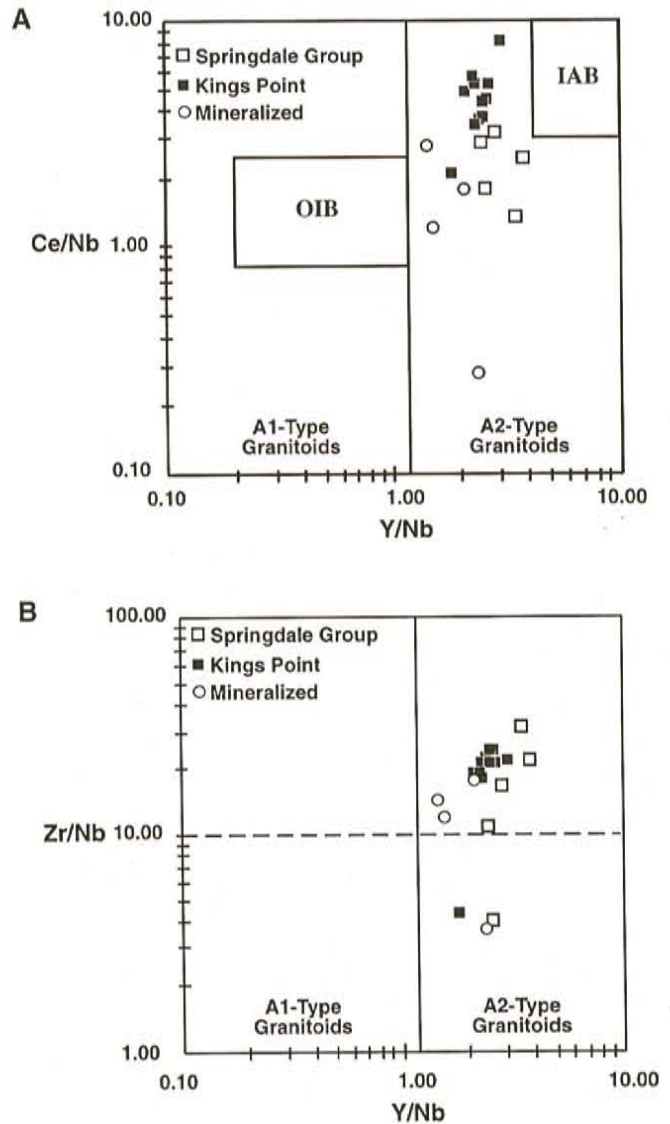 A
10.00
Springdale Group
Kings Point
Mineralized
IAB
OIB
Ce/Nb 1.00
A1-Type
Granitoids
A2-Type
Granitoids
0.10
0.10 1.00 10.00
Y/Nb
B
100.00
Springdale Group
Kings Point
Mineralized
Zr/Nb 10.00
A1-Type
Granitoids
A2-Type
Granitoids
1.00
0.10 1.00 10.00
Y/Nb